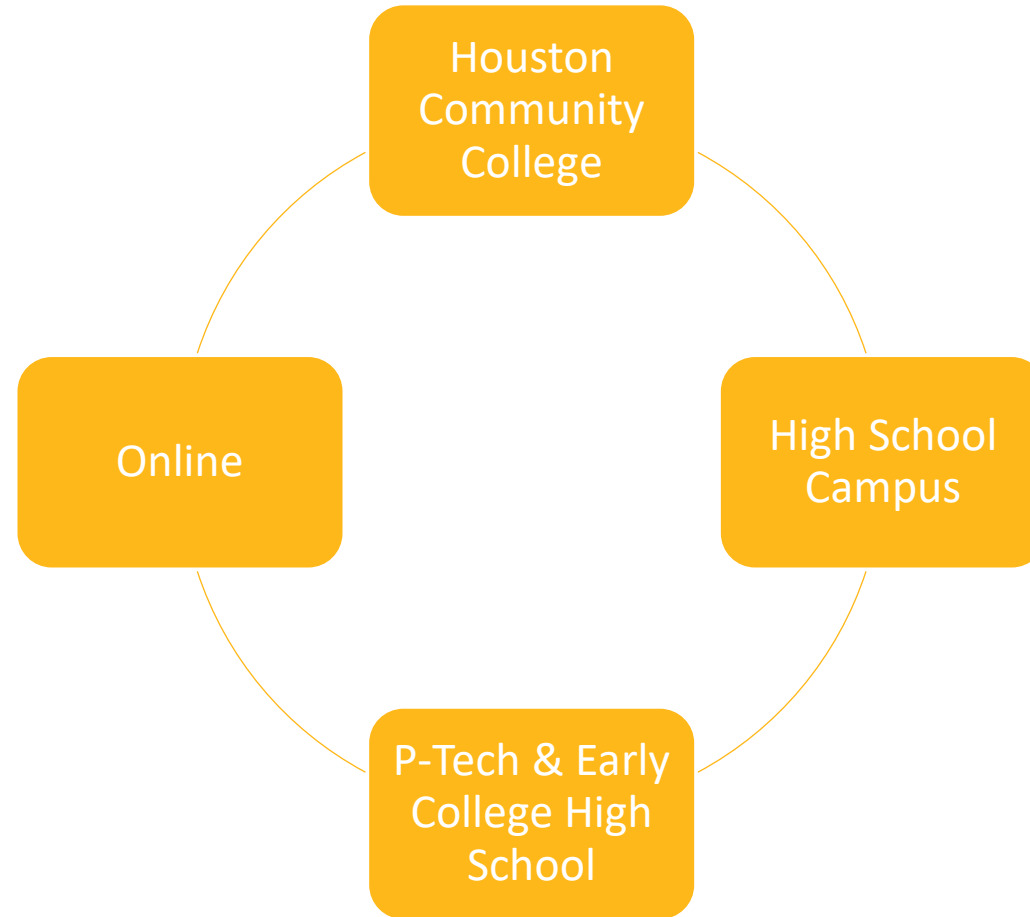 Houston
Community
College
Online
High School
Campus
P-Tech & Early
College High
School